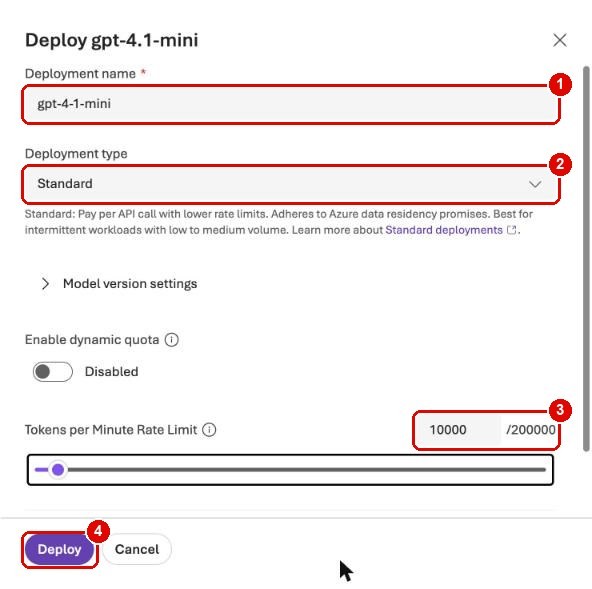 Deploy gpt-4.1-mini
Deployment name *
1
gpt-4-1-mini
Deployment type
2
Standard
Standard: Pay per API call with lower rate limits. Adheres to Azure data residency promises. Best for
intermittent workloads with low to medium volume. Learn more about Standard deployments.
Model version settings
Enable dynamic quota
Disabled
3
Tokens per Minute Rate Limit 10000 /200000
4
Deploy Cancel